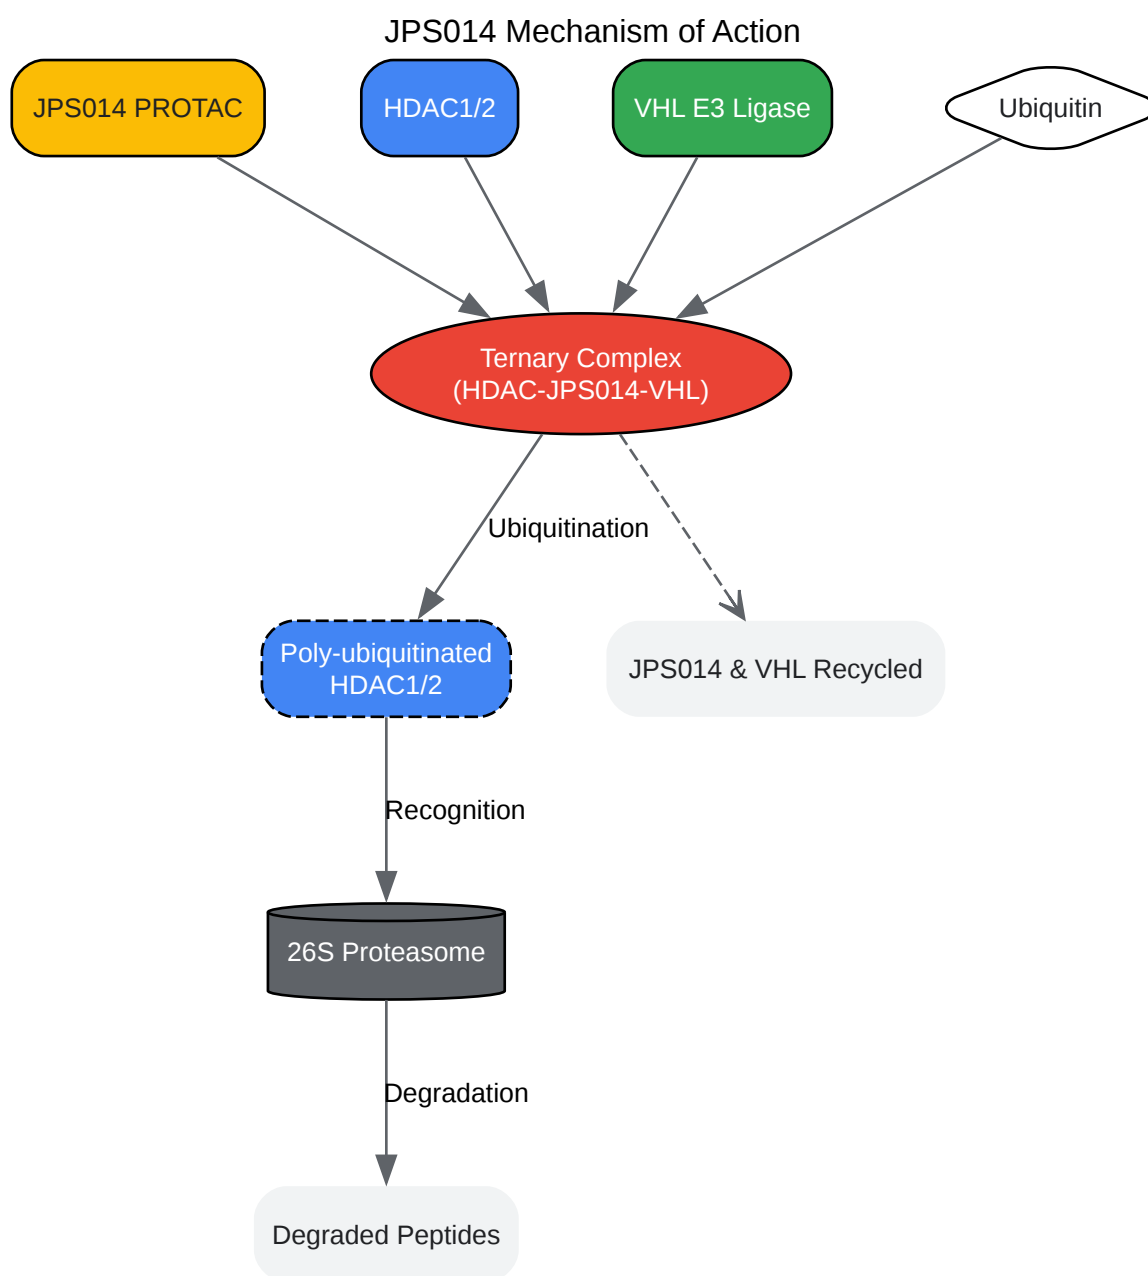 JPS014 Mechanism of Action
JPS014 PROTAC
HDAC1/2
VHL E3 Ligase
Ubiquitin
Ternary Complex
(HDAC-JPS014-VHL)
Ubiquitination
Poly-ubiquitinated
HDAC1/2
JPS014 & VHL Recycled
Recognition
26S Proteasome
Degradation
Degraded Peptides